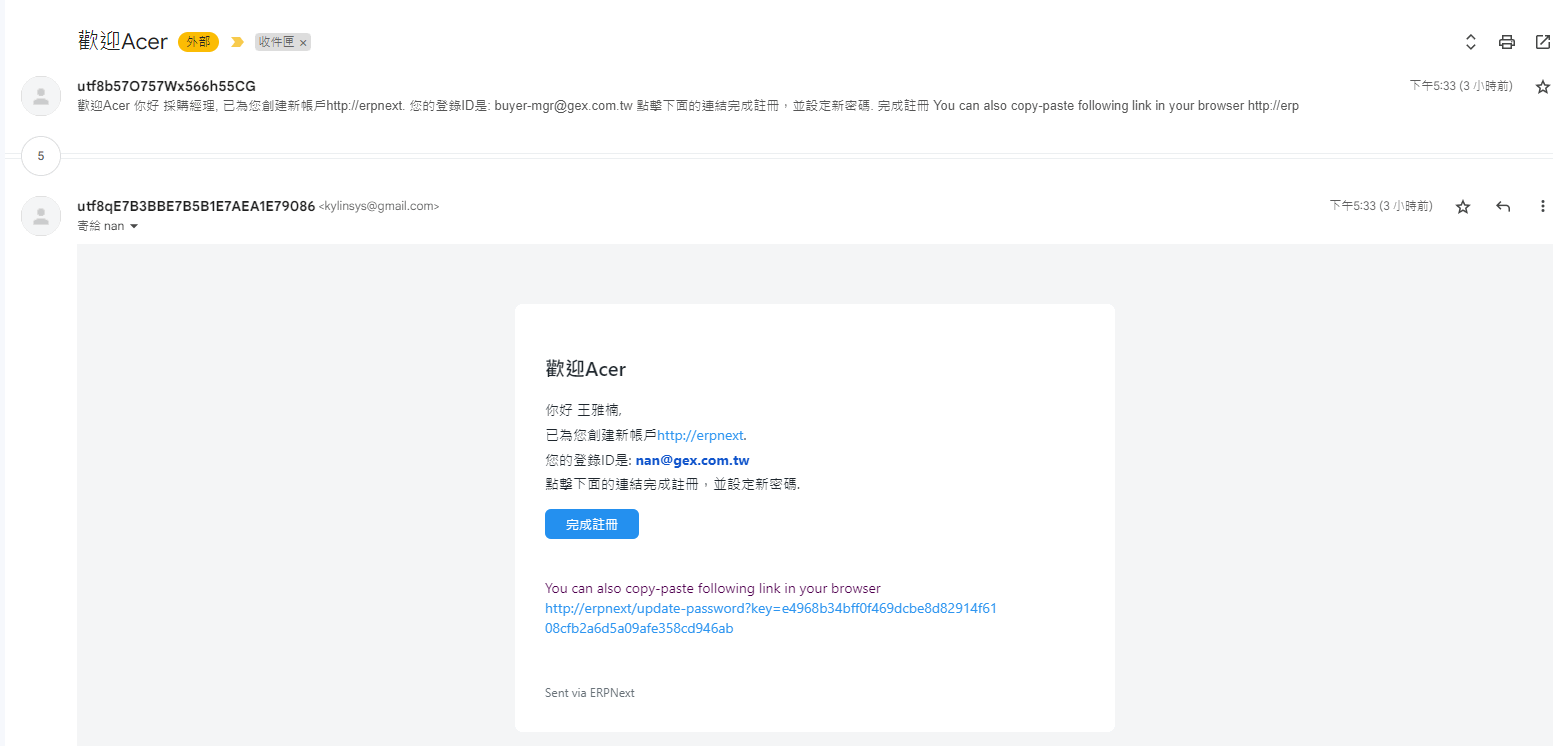 歡迎Acer 外部 收件匣 ×
utf8b57O757Wx566h55CG 下午5:33 (3 小時前)
歡迎Acer 你好 採購經理, 已為您創建新帳戶http://erpnext. 您的登錄ID是: buyer-mgr@gex.com.tw 點擊下面的連結完成註冊，並設定新密碼. 完成註冊 You can also copy-paste following link in your browser http://erp
5
utf8qE7B3BBE7B5B1E7AEA1E79086 <kylinsys@gmail.com> 下午5:33 (3 小時前)
寄給 nan
歡迎Acer
你好 王雅楠,
已為您創建新帳戶http://erpnext.
您的登錄ID是: nan@gex.com.tw
點擊下面的連結完成註冊，並設定新密碼.
完成註冊
You can also copy-paste following link in your browser
http://erpnext/update-password?key=e4968b34bff0f469dcbe8d82914f61
08cfb2a6d5a09afe358cd946ab
Sent via ERPNext